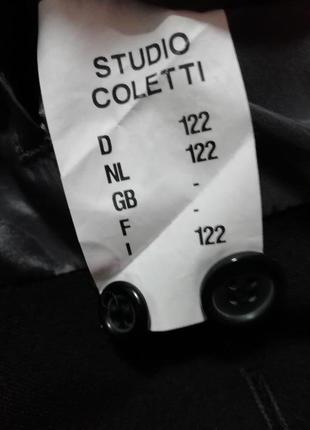 STUDIO
COLETTI
D 122
NL 122
GB -
F -
I 122